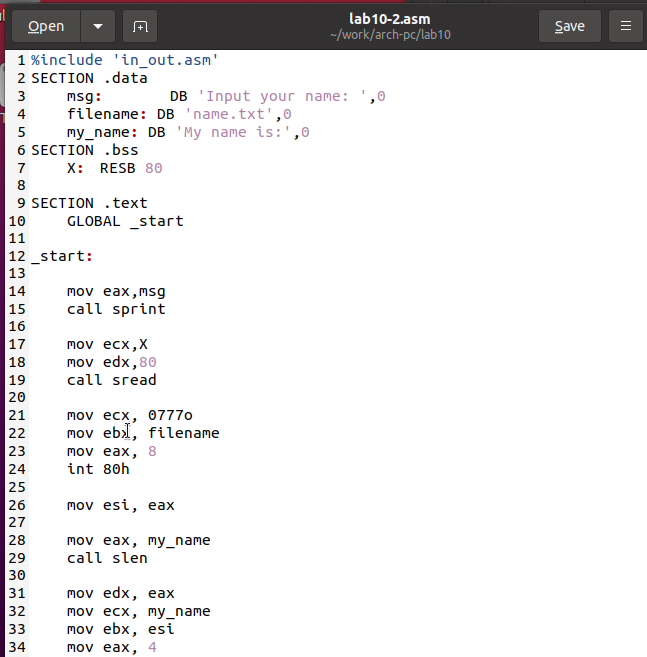 Open
lab10-2.asm
~/work/arch-pc/lab10
Save
1 %include 'in_out.asm'
2 SECTION .data
3     msg:        DB 'Input your name: ',0
4     filename: DB 'name.txt',0
5     my_name: DB 'My name is:',0
6 SECTION .bss
7     X:  RESB 80
8
9 SECTION .text
10     GLOBAL _start
11
12 _start:
13
14     mov eax,msg
15     call sprint
16
17     mov ecx,X
18     mov edx,80
19     call sread
20
21     mov ecx, 0777o
22     mov ebx, filename
23     mov eax, 8
24     int 80h
25
26     mov esi, eax
27
28     mov eax, my_name
29     call slen
30
31     mov edx, eax
32     mov ecx, my_name
33     mov ebx, esi
34     mov eax, 4